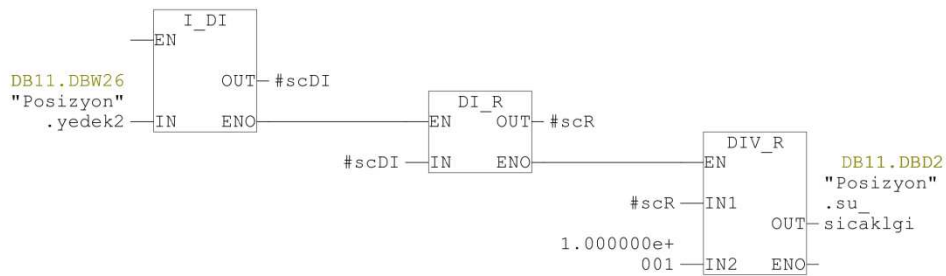 I_DI
EN
DB11.DBW26
"Posizyon"
.yedek2
IN
OUT
#scDI
ENO
DI_R
EN
OUT
#scR
#scDI
IN
ENO
DIV_R
EN
DB11.DBD2
"Posizyon"
.su_
sicaklgi
#scR
IN1
OUT
1.000000e+
001
IN2
ENO